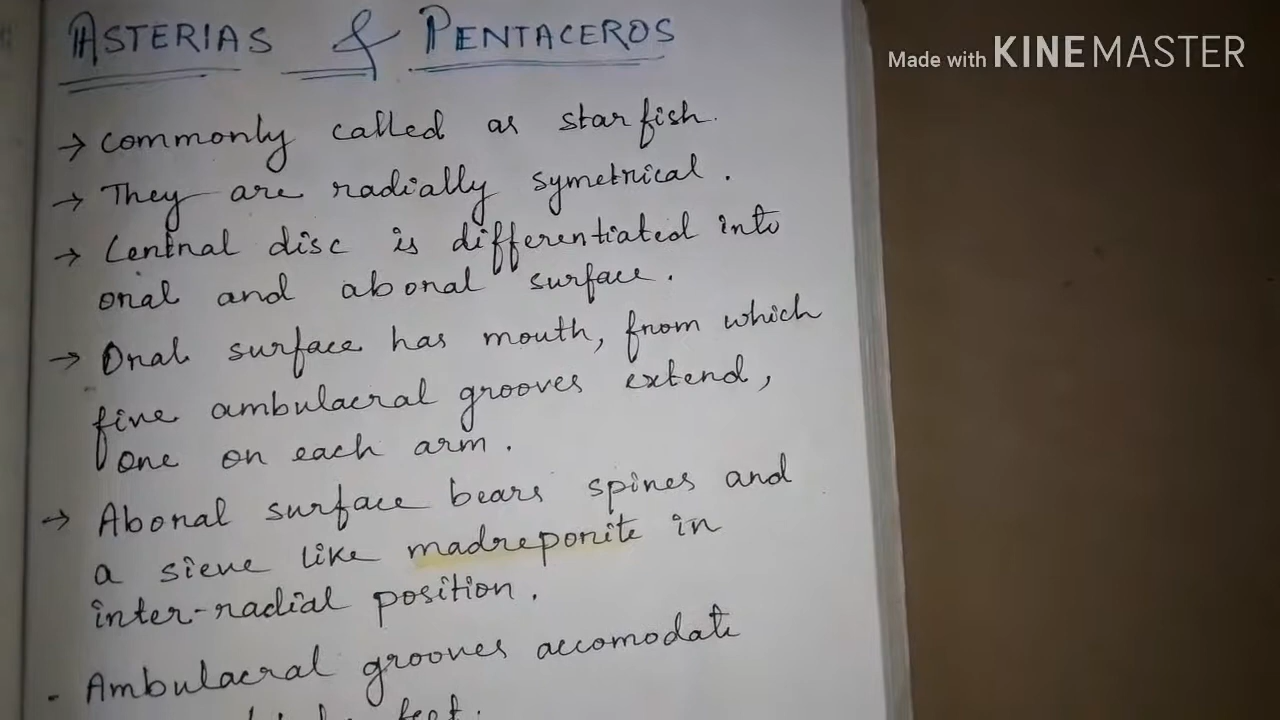 ASTERIAS & PENTACEROS
Made with KINEMASTER
→ Commonly called as starfish.
→ They are radially symetrical.
→ Central disc is differentiated into
oral and aboral surface.
→ Oral surface has mouth, from which
five ambulacral grooves extend,
one on each arm.
→ Aboral surface bears spines and
a sieve like madreporite in
inter-radial position.
- Ambulacral grooves accomodate
feet.